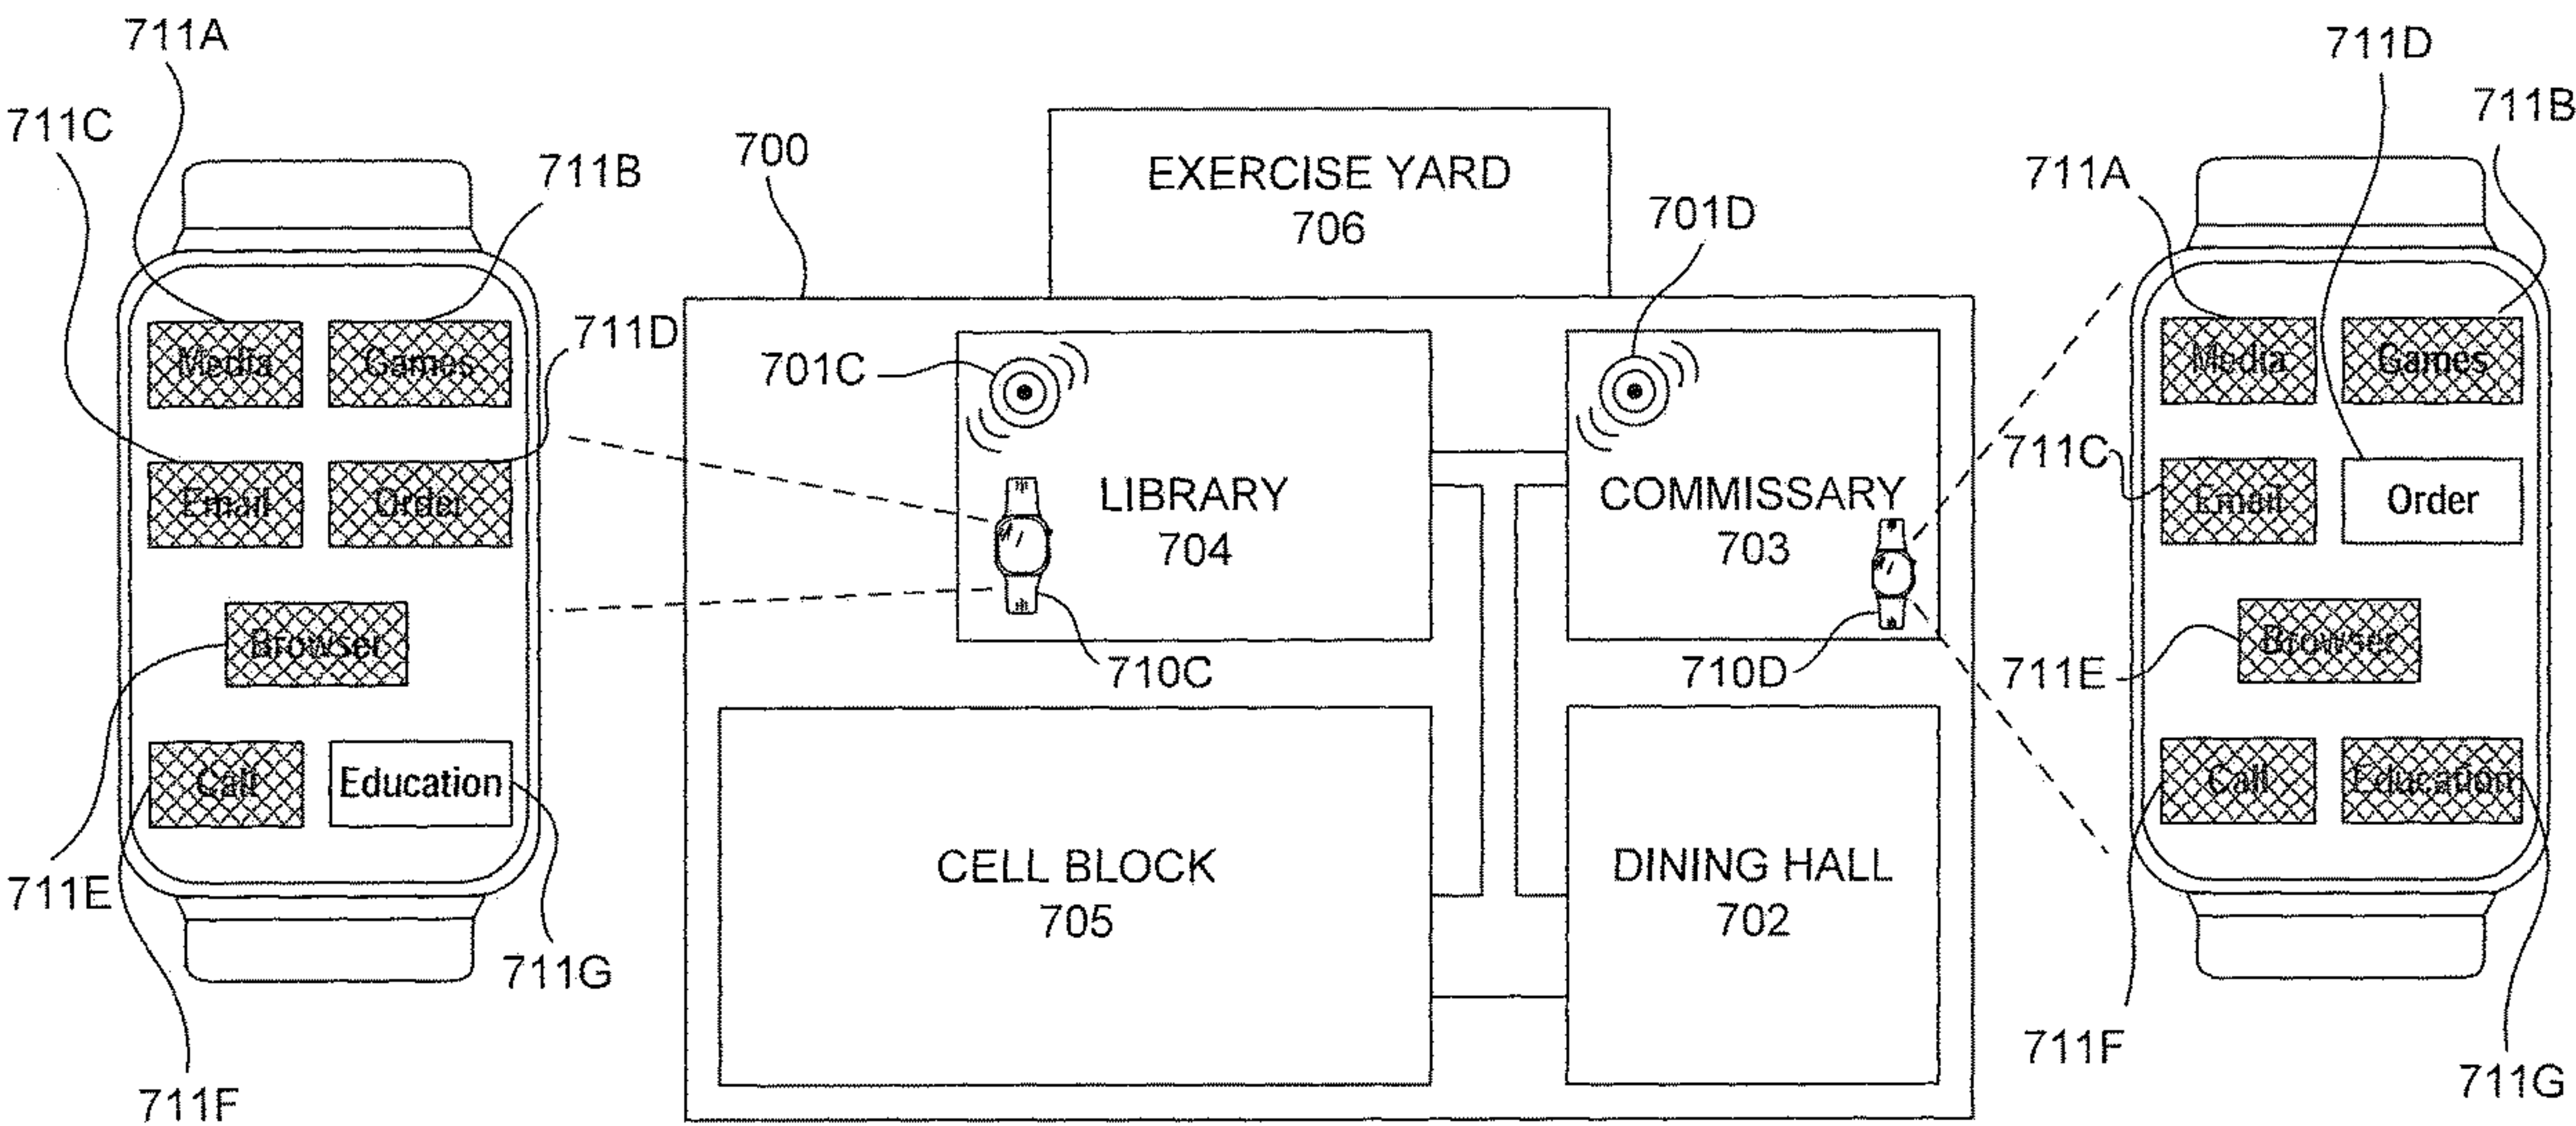 711A
711C
711B
711D
Media
Games
Email
Order
Browser
Call
Education
711E
711G
711F
700
EXERCISE YARD
706
701D
701C
LIBRARY
704
COMMISSARY
703
710C
710D
CELL BLOCK
705
DINING HALL
702
711D
711B
711A
711C
Media
Games
Email
Order
Browser
711E
Call
Education
711F
711G